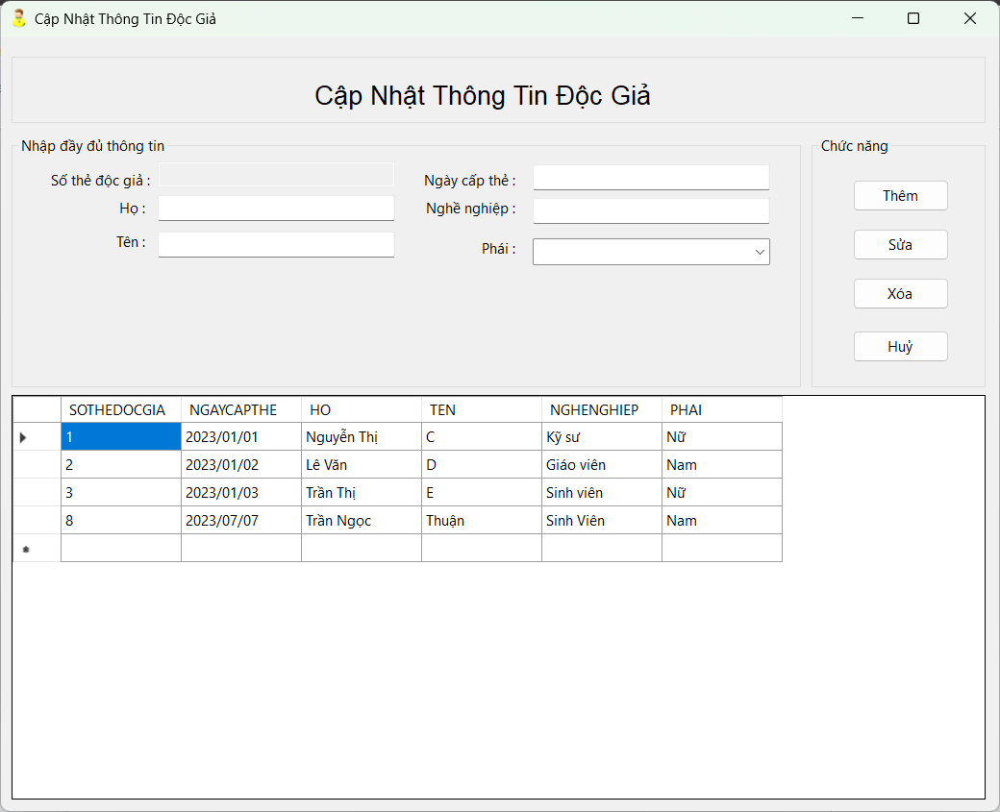 Cập Nhật Thông Tin Độc Giả
Cập Nhật Thông Tin Độc Giả
Nhập đầy đủ thông tin
Số thẻ độc giả :
Họ :
Tên :
Ngày cấp thẻ :
Nghề nghiệp :
Phái :
Chức năng
Thêm
Sửa
Xóa
Huỷ
SOTHEDOCGIA NGAYCAPTHE HO TEN NGHENGHIEP PHAI
1 2023/01/01 Nguyễn Thị C Kỹ sư Nữ
2 2023/01/02 Lê Văn D Giáo viên Nam
3 2023/01/03 Trần Thị E Sinh viên Nữ
8 2023/07/07 Trần Ngọc Thuận Sinh Viên Nam